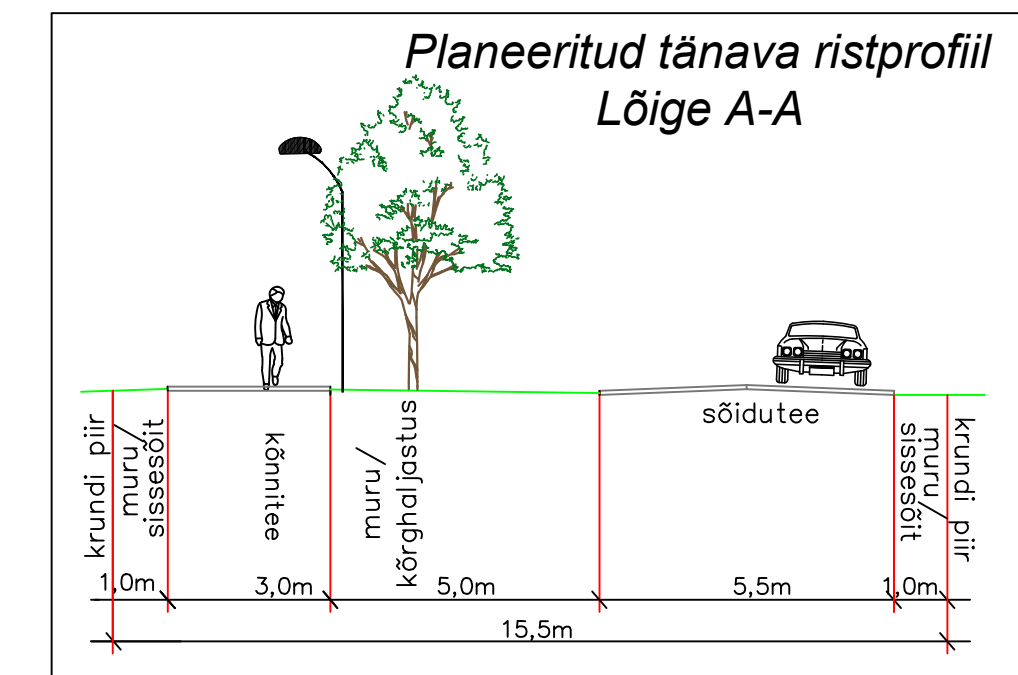 Planeeritud tänava ristprofiil
Lõige A-A
krundi piir
muru/
sissesõit
kõnnitee
muru/
kõrghaljastus
sõidutee
sissesõit
muru/
krundi piir
1,0m
3,0m
5,0m
5,5m
1,0m
15,5m